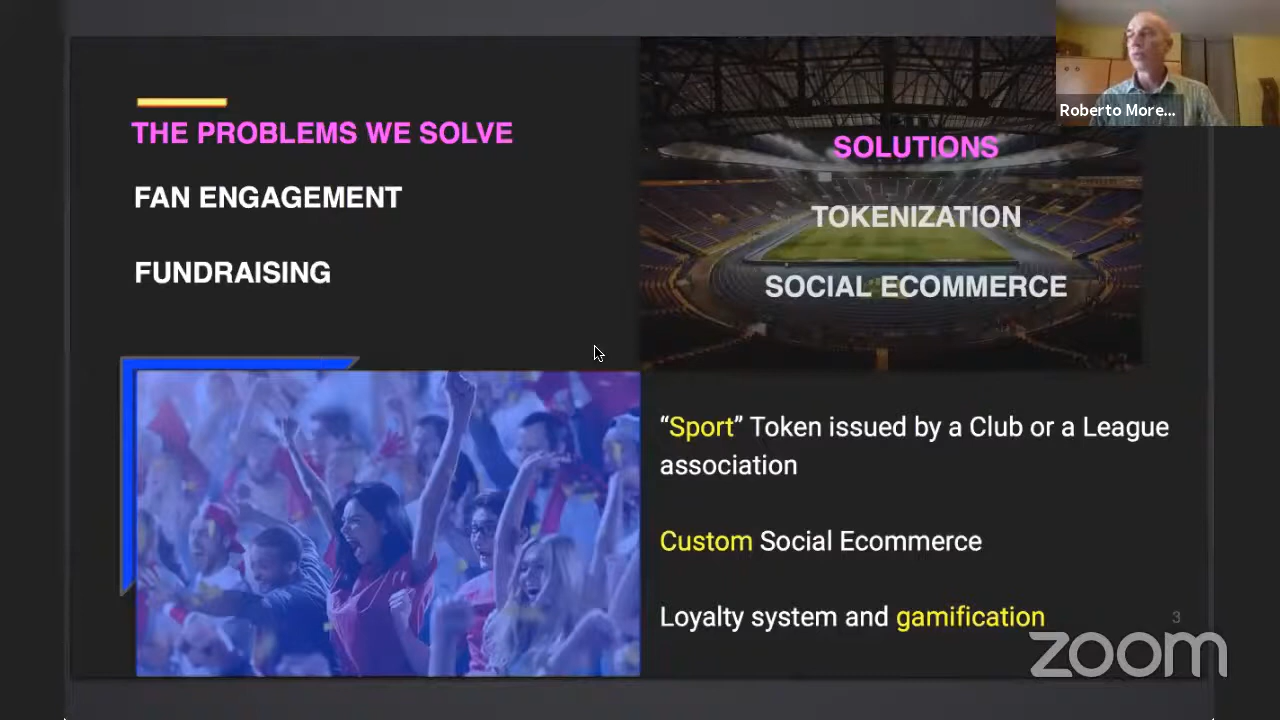 THE PROBLEMS WE SOLVE
FAN ENGAGEMENT
FUNDRAISING
SOLUTIONS
TOKENIZATION
SOCIAL ECOMMERCE
Roberto More...
“Sport” Token issued by a Club or a League
association
Custom Social Ecommerce
Loyalty system and gamification
3
zoom